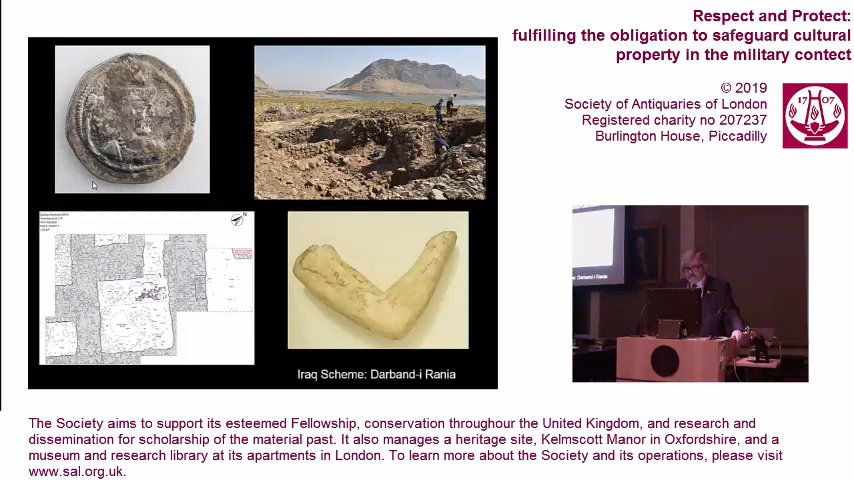 Respect and Protect:
fulfilling the obligation to safeguard cultural
property in the military contect
© 2019
Society of Antiquaries of London
Registered charity no 207237
Burlington House, Piccadilly
17 07
N
Iraq Scheme: Darband-i Rania
Darband-i Rania
The Society aims to support its esteemed Fellowship, conservation throughour the United Kingdom, and research and
dissemination for scholarship of the material past. It also manages a heritage site, Kelmscott Manor in Oxfordshire, and a
museum and research library at its apartments in London. To learn more about the Society and its operations, please visit
www.sal.org.uk.